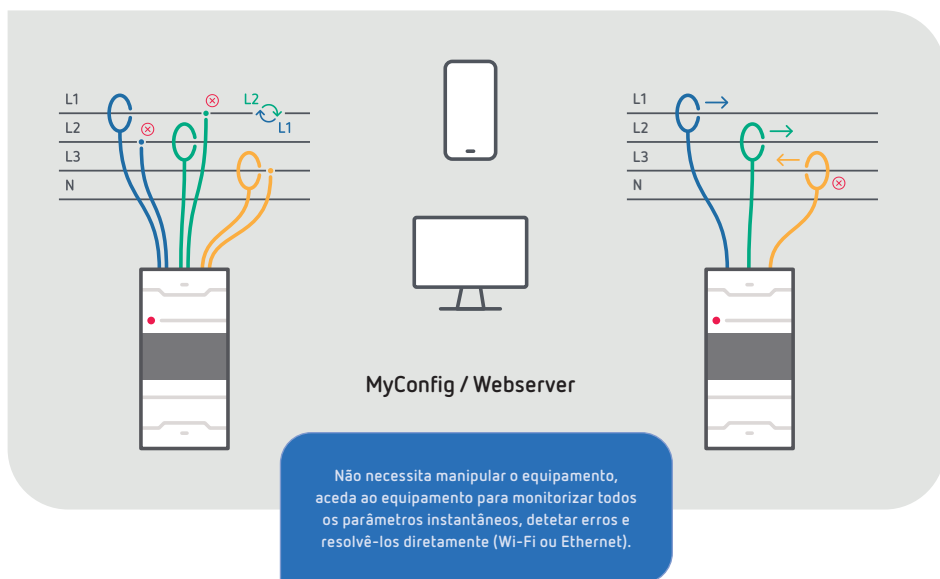 L1
L2
L3
N
L2
L1
L1
L2
L3
N
MyConfig / Webserver
Não necessita manipular o equipamento,
aceda ao equipamento para monitorizar todos
os parâmetros instantâneos, detetar erros e
resolvê-los diretamente (Wi-Fi ou Ethernet).